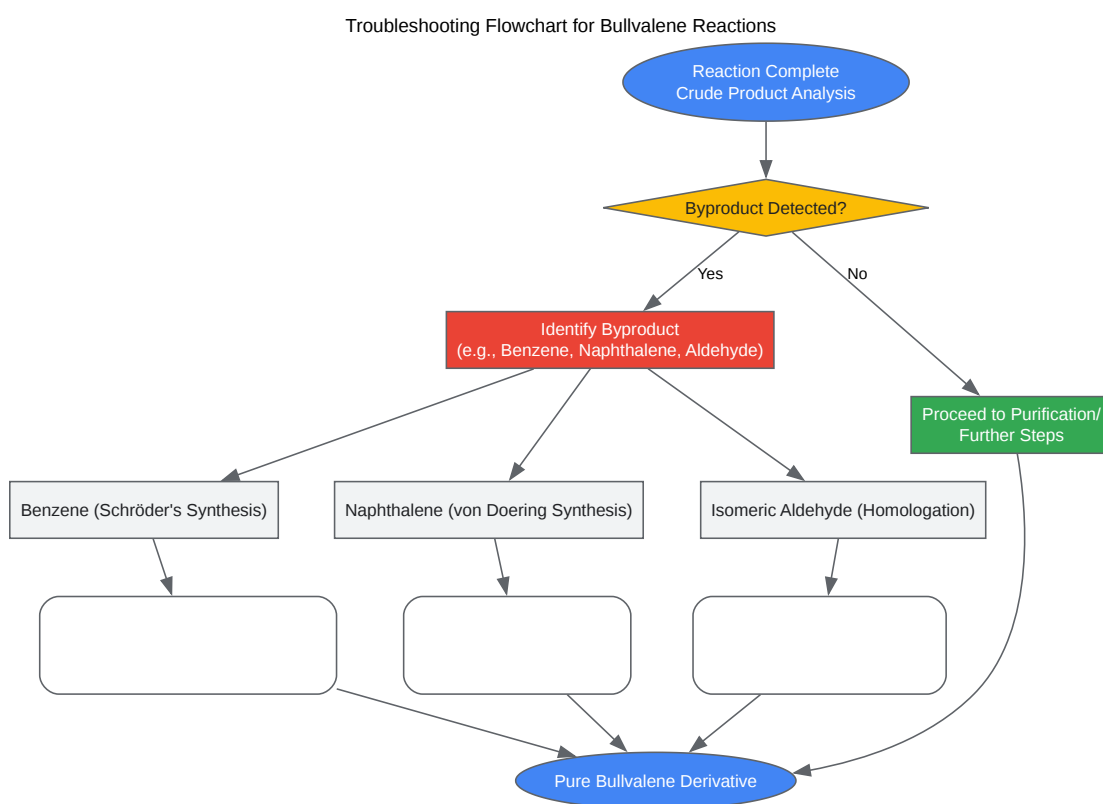 Troubleshooting Flowchart for Bullvalene Reactions
Reaction Complete
Crude Product Analysis
Byproduct Detected?
Yes
No
Identify Byproduct
(e.g., Benzene, Naphthalene, Aldehyde)
Proceed to Purification/
Further Steps
Benzene (Schröder's Synthesis)
Naphthalene (von Doering Synthesis)
Isomeric Aldehyde (Homologation)
Pure Bullvalene Derivative